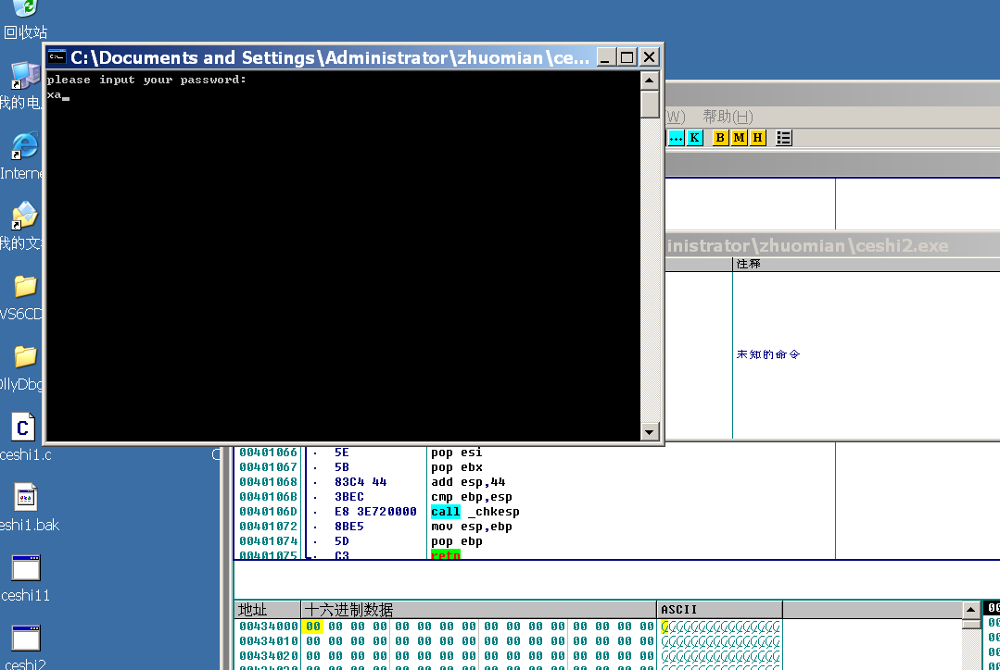 回收站
C:\Documents and Settings\Administrator\zhuomian\ce...
please input your password:
xa
我的电
W) 帮助(H)
... K B M H
Interne
inistrator\zhuomian\ceshi2.exe
我的文
注释
VS6CD
未知的命令
OllyDbg
C
ceshi1.c
00401066 . 5E pop esi
00401067 . 5B pop ebx
00401068 . 83C4 44 add esp,44
0040106B . 3BEC cmp ebp,esp
0040106D . E8 3E720000 call _chkesp
00401072 . 8BE5 mov esp,ebp
00401074 . 5D pop ebp
00401075 . C3 retn
eshi1.bak
ceshi11
地址 十六进制数据 ASCII
00434000 00 00 00 00 00 00 00 00 00 00 00 00 00 00 00 00
00434010 00 00 00 00 00 00 00 00 00 00 00 00 00 00 00 00
00434020 00 00 00 00 00 00 00 00 00 00 00 00 00 00 00 00
ceshi2